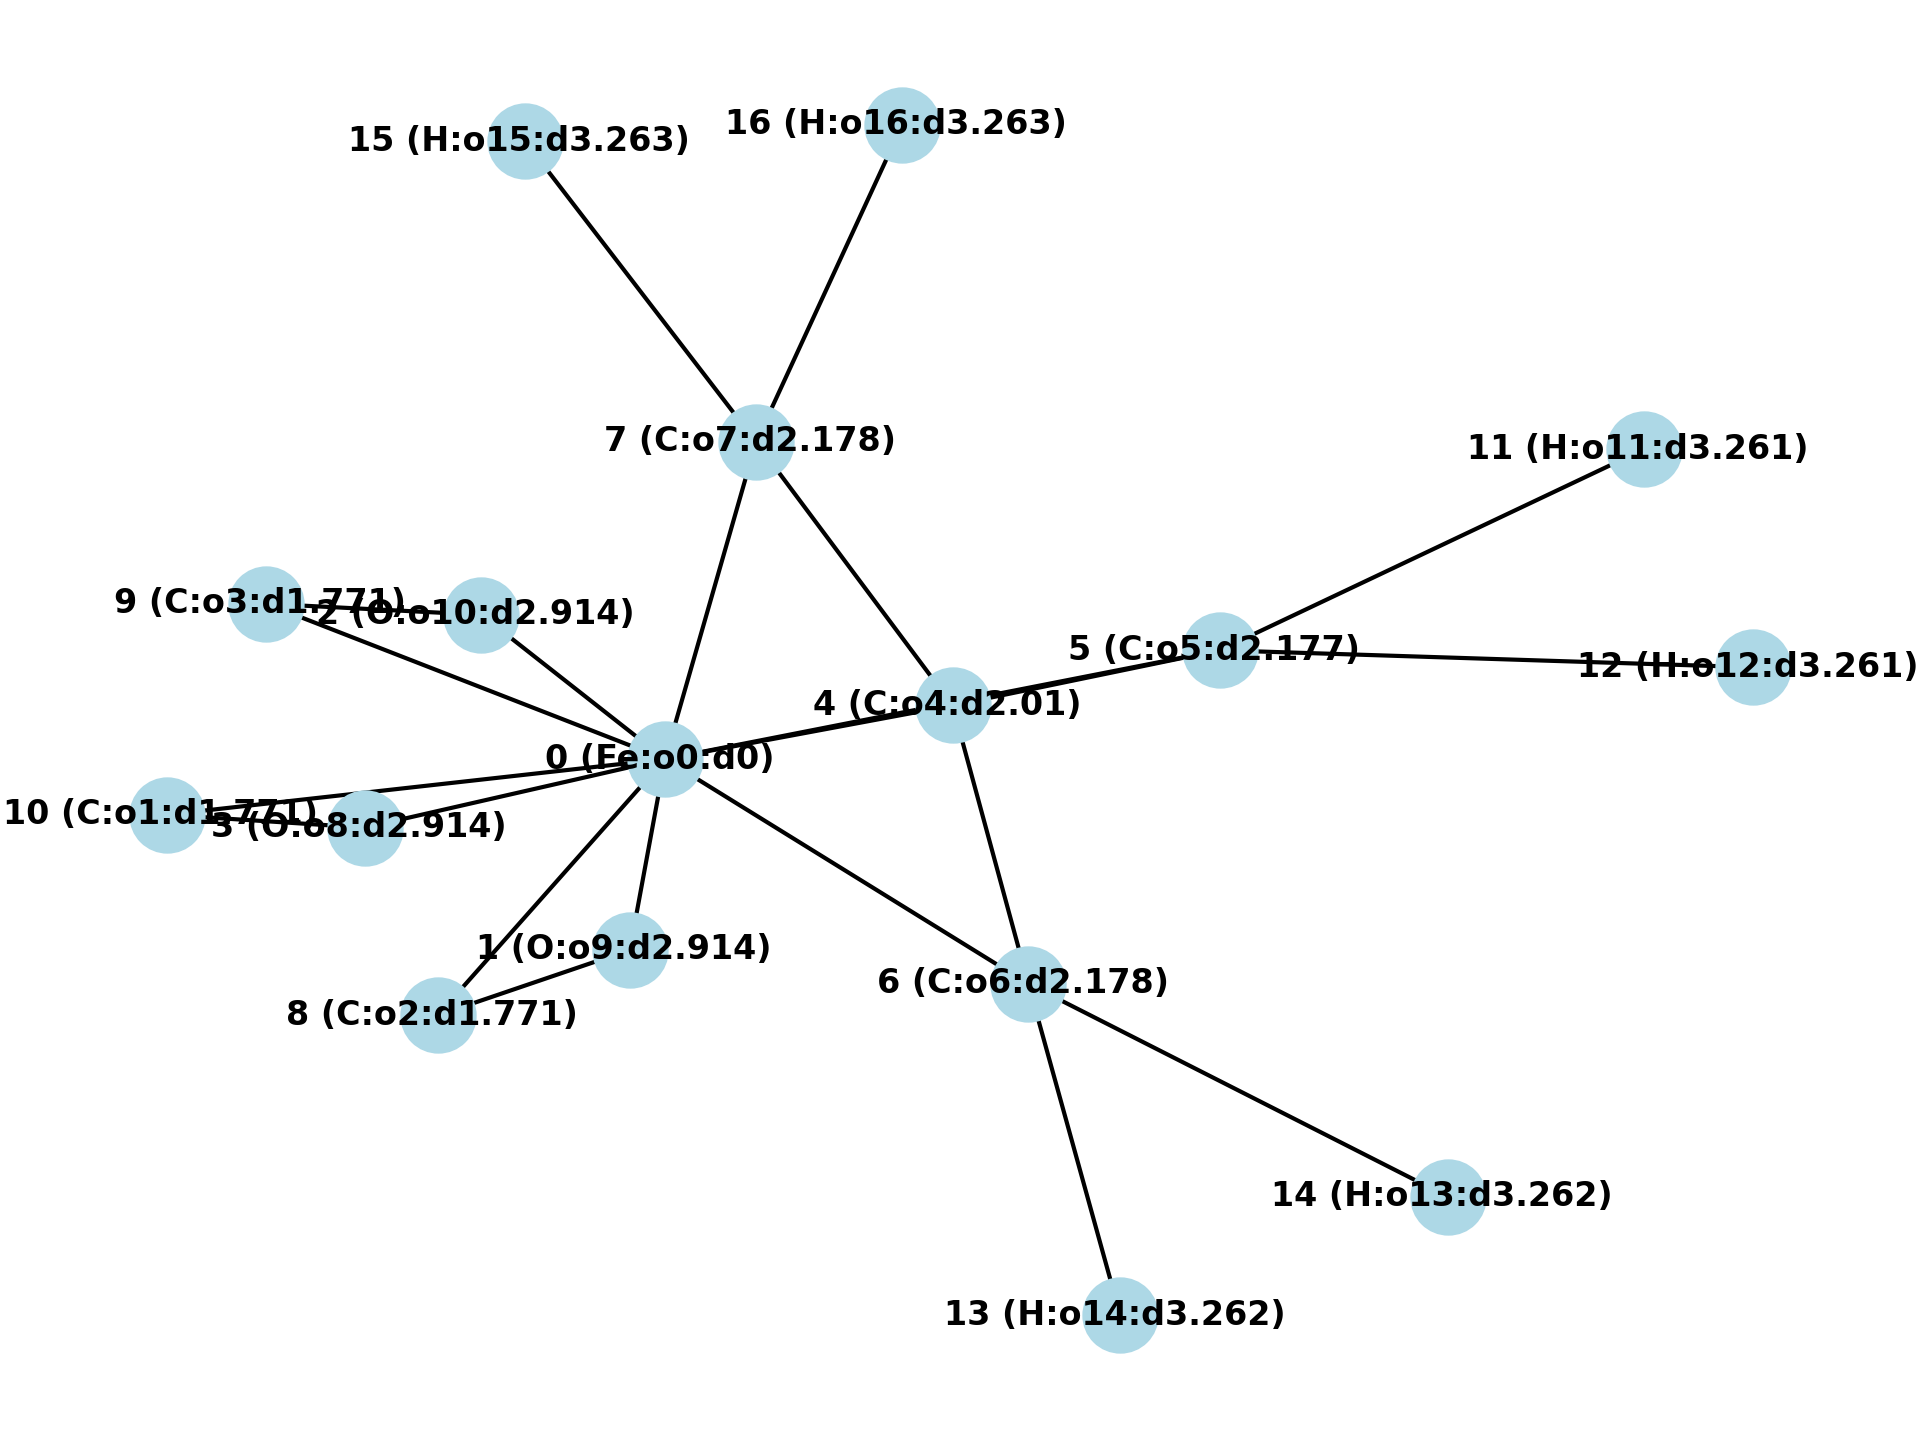 16 (H:o16:d3.263)
15 (H:o15:d3.263)
7 (C:o7:d2.178)
11 (H:o11:d3.261)
9 (C:o3:d1.771)
2 (O:o10:d2.914)
5 (C:o5:d2.177)
12 (H:o12:d3.261)
4 (C:o4:d2.01)
0 (Fe:o0:d0)
10 (C:o1:d1.771)
3 (O:o8:d2.914)
1 (O:o9:d2.914)
6 (C:o6:d2.178)
8 (C:o2:d1.771)
14 (H:o13:d3.262)
13 (H:o14:d3.262)